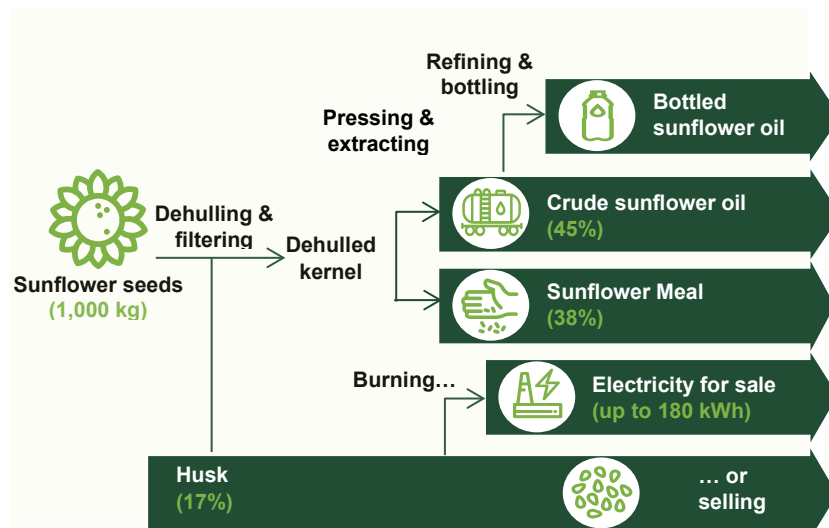 Refining &
bottling
Bottled
sunflower oil
Pressing &
extracting
Crude sunflower oil
(45%)
Dehulling &
filtering
Dehulled
kernel
Sunflower seeds
(1,000 kg)
Sunflower Meal
(38%)
Burning…
Electricity for sale
(up to 180 kWh)
Husk
(17%)
… or
selling